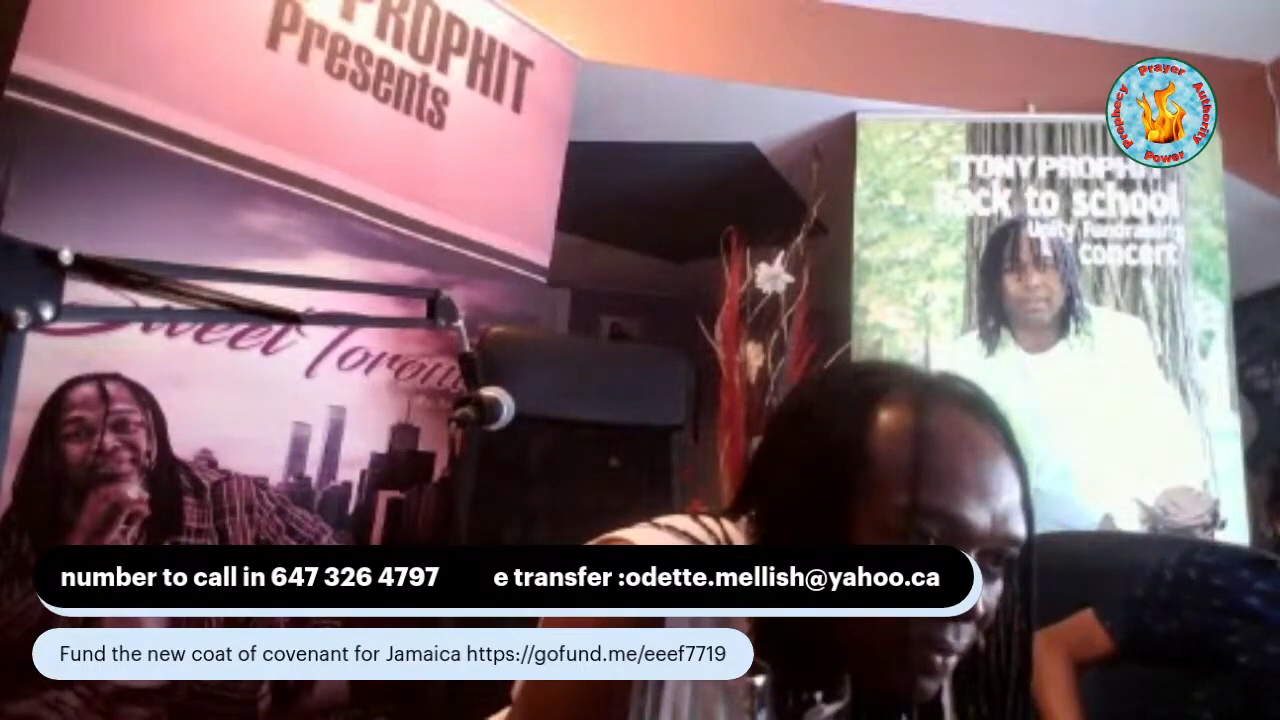 PROPHIT
Presents
Prayer
Authority
Power
Prophecy
TONY PROPHIT
Back to school
Unity Fundraising
concert
Sweet Toronto
number to call in 647 326 4797 e transfer :odette.mellish@yahoo.ca
Fund the new coat of covenant for Jamaica https://gofund.me/eeef7719